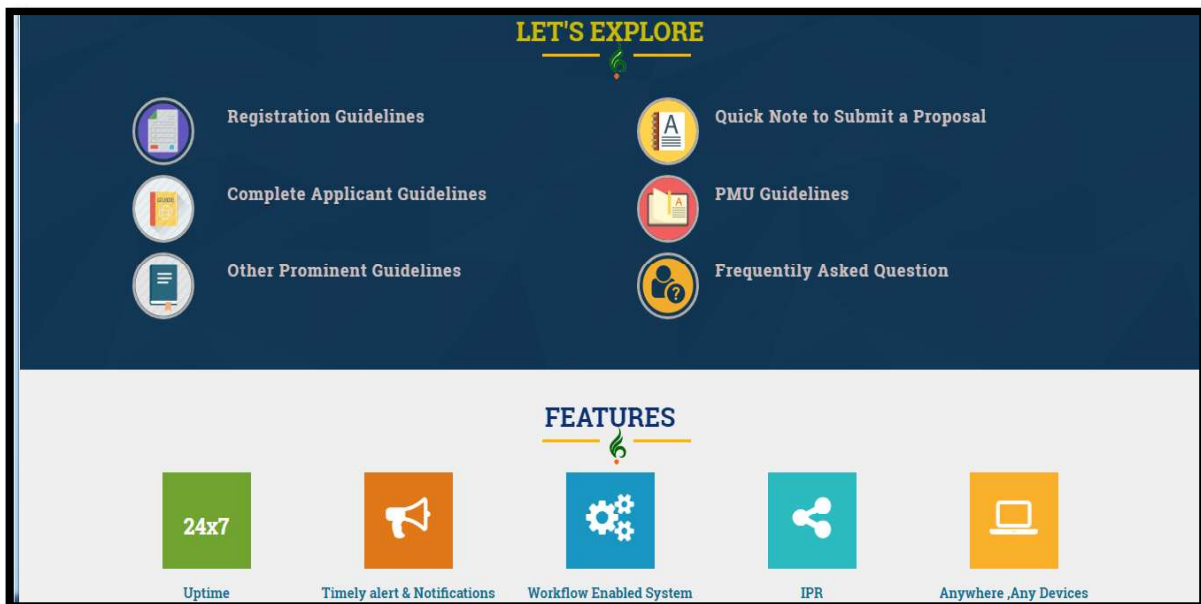 LET'S EXPLORE
Registration Guidelines
Quick Note to Submit a Proposal
A
Complete Applicant Guidelines
GUIDE
PMU Guidelines
A
Other Prominent Guidelines
Frequentily Asked Question
?
FEATURES
24x7
Uptime
Timely alert & Notifications
Workflow Enabled System
IPR
Anywhere ,Any Devices